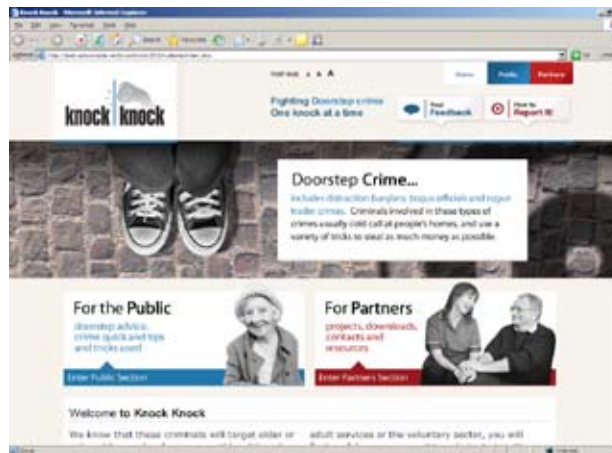 Knock Knock - Microsoft Internet Explorer
knock knock
A
Home
Public
Partners
Fighting Doorstep crime
One knock at a time
Your
Feedback
How to
Report It!
Doorstep Crime...
includes distraction burglary, bogus officials and rogue
trader crimes. Criminals involved in these types of
crimes usually cold call at people's homes, and use a
variety of tricks to steal as much money as possible.
For the Public
doorstep advice,
crime quick and tips
and tricks used
Enter Public Section
For Partners
projects, downloads,
contacts and
resources
Enter Partners Section
Welcome to Knock Knock
We know that these criminals will target older or
adult services or the voluntary sector, you will